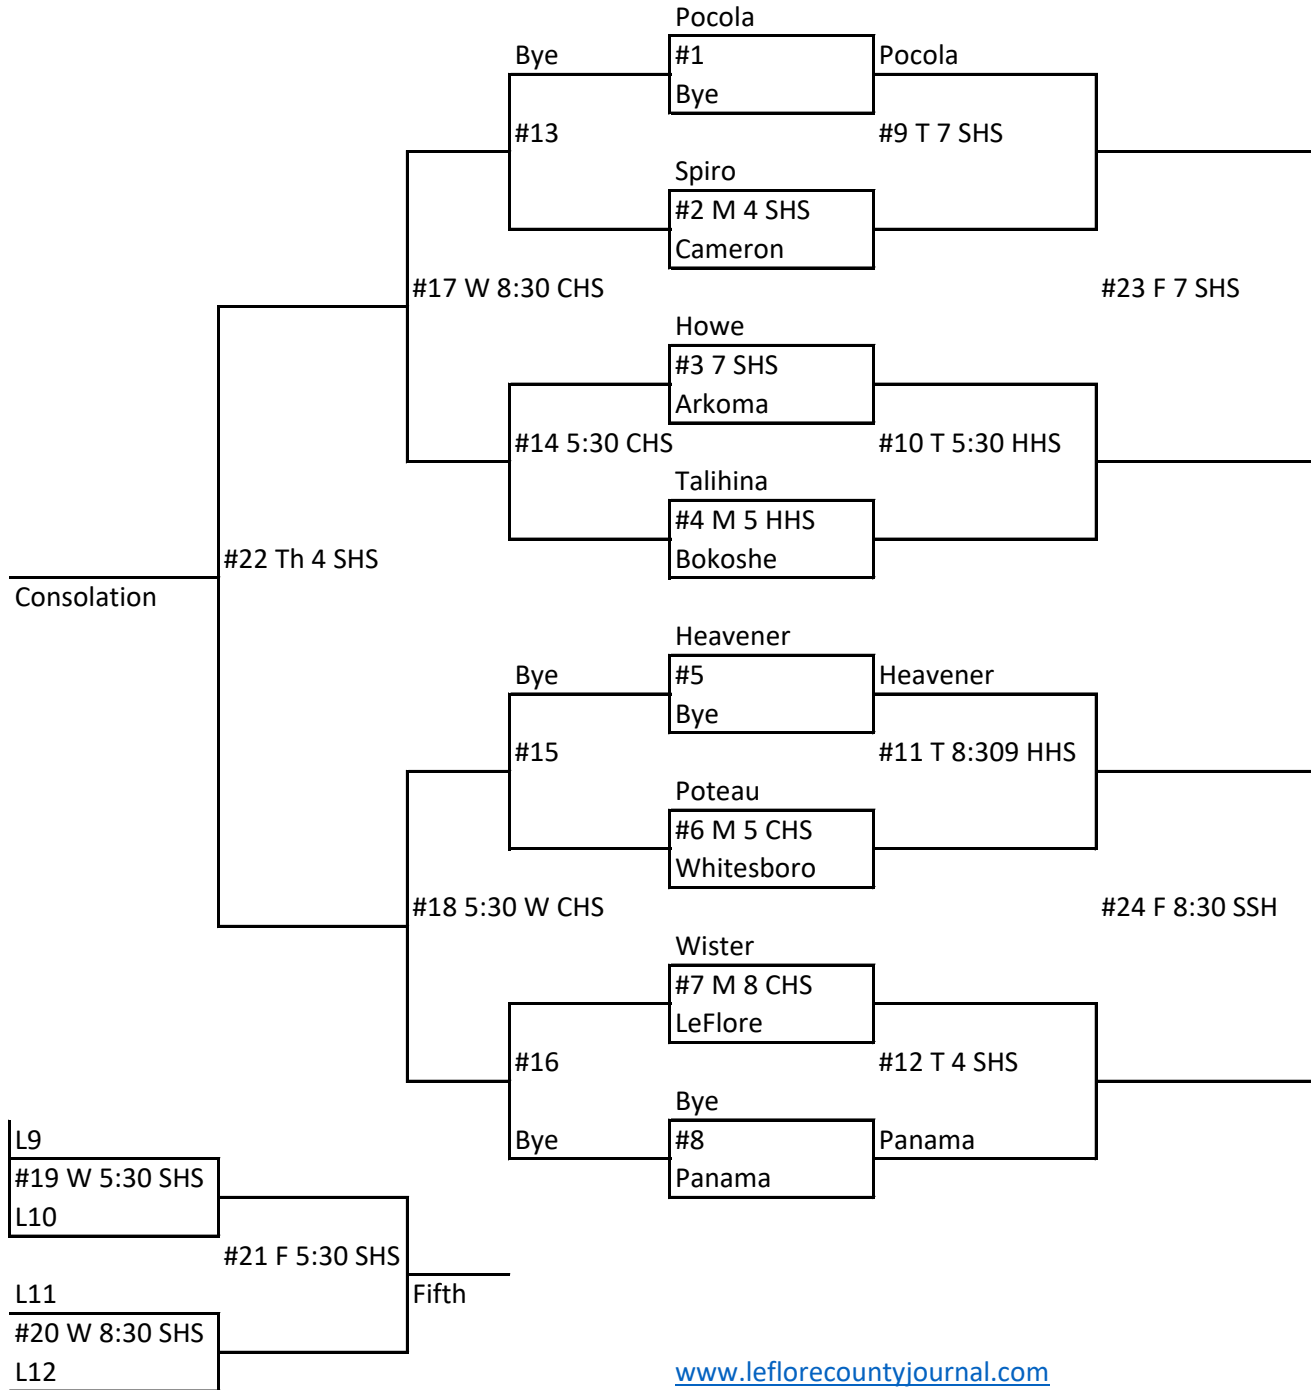 Pocola
Bye
#1
Pocola
Bye
#13
#9 T 7 SHS
Spiro
#2 M 4 SHS
Cameron
#17 W 8:30 CHS
#23 F 7 SHS
Howe
#3 7 SHS
Arkoma
#14 5:30 CHS
#10 T 5:30 HHS
Talihina
#4 M 5 HHS
Bokoshe
#22 Th 4 SHS
Consolation
Heavener
Bye
#5
Heavener
Bye
#15
#11 T 8:309 HHS
Poteau
#6 M 5 CHS
Whitesboro
#18 5:30 W CHS
#24 F 8:30 SSH
Wister
#7 M 8 CHS
LeFlore
#16
#12 T 4 SHS
Bye
L9
Bye
#8
Panama
#19 W 5:30 SHS
Panama
L10
#21 F 5:30 SHS
L11
Fifth
#20 W 8:30 SHS
L12
www.leflorecountyjournal.com